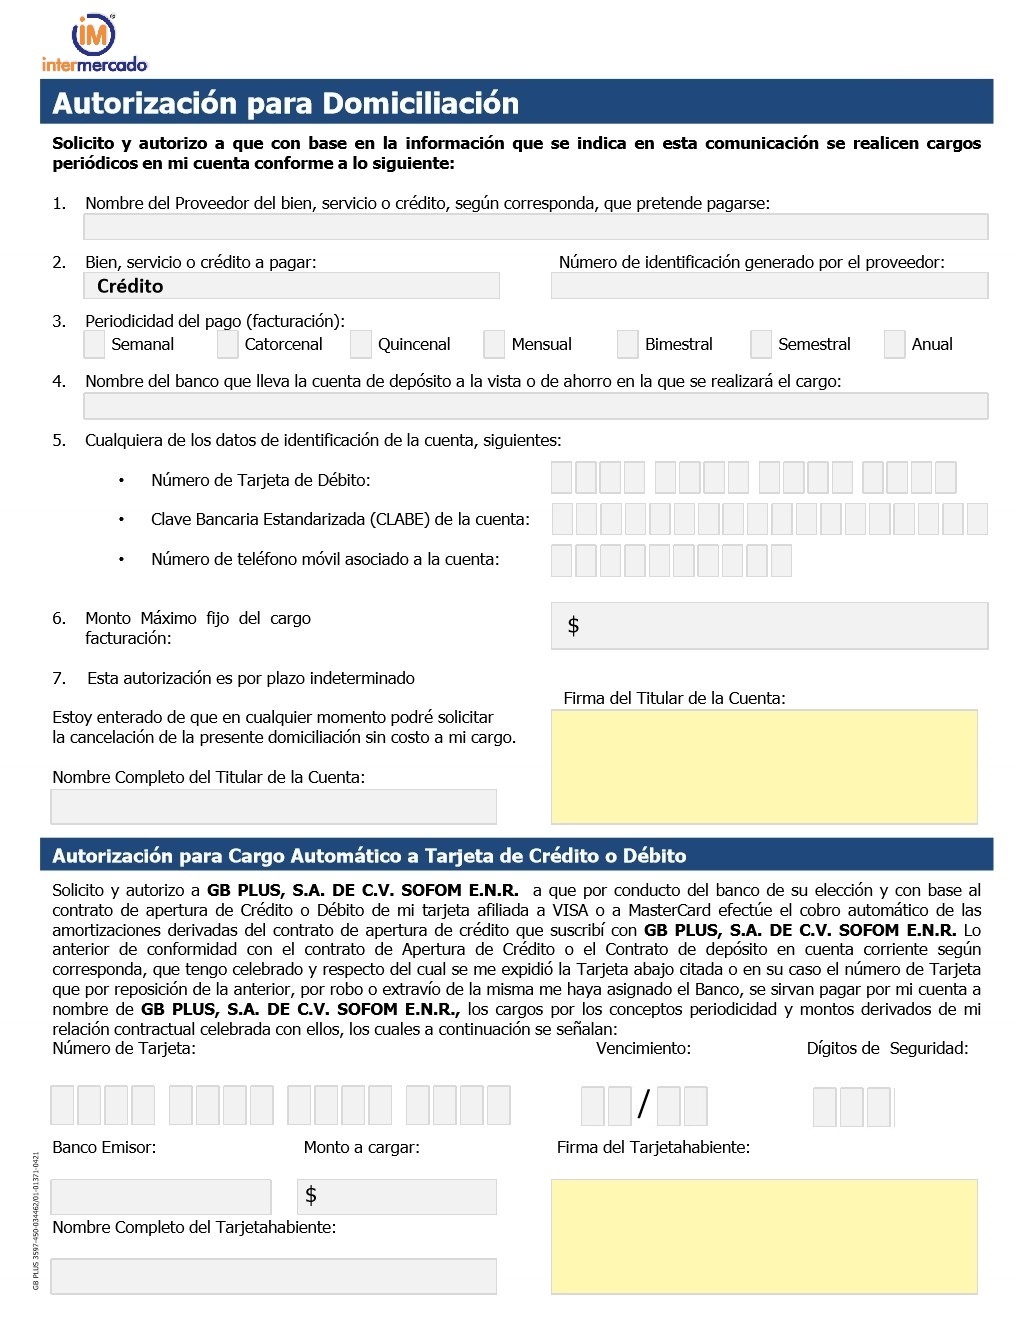 iM
intermercado
Autorización para Domiciliación
Solicito y autorizo a que con base en la información que se indica en esta comunicación se realicen cargos
periódicos en mi cuenta conforme a lo siguiente:
1. Nombre del Proveedor del bien, servicio o crédito, según corresponda, que pretende pagarse:
2. Bien, servicio o crédito a pagar: Número de identificación generado por el proveedor:
Crédito
3. Periodicidad del pago (facturación):
Semanal Catorcenal Quincenal Mensual Bimestral Semestral Anual
4. Nombre del banco que lleva la cuenta de depósito a la vista o de ahorro en la que se realizará el cargo:
5. Cualquiera de los datos de identificación de la cuenta, siguientes:
• Número de Tarjeta de Débito:
• Clave Bancaria Estandarizada (CLABE) de la cuenta:
• Número de teléfono móvil asociado a la cuenta:
6. Monto Máximo fijo del cargo
facturación:
$
7. Esta autorización es por plazo indeterminado
Firma del Titular de la Cuenta:
Estoy enterado de que en cualquier momento podré solicitar
la cancelación de la presente domiciliación sin costo a mi cargo.
Nombre Completo del Titular de la Cuenta:
Autorización para Cargo Automático a Tarjeta de Crédito o Débito
Solicito y autorizo a GB PLUS, S.A. DE C.V. SOFOM E.N.R. a que por conducto del banco de su elección y con base al
contrato de apertura de Crédito o Débito de mi tarjeta afiliada a VISA o a MasterCard efectúe el cobro automático de las
amortizaciones derivadas del contrato de apertura de crédito que suscribí con GB PLUS, S.A. DE C.V. SOFOM E.N.R. Lo
anterior de conformidad con el contrato de Apertura de Crédito o el Contrato de depósito en cuenta corriente según
corresponda, que tengo celebrado y respecto del cual se me expidió la Tarjeta abajo citada o en su caso el número de Tarjeta
que por reposición de la anterior, por robo o extravío de la misma me haya asignado el Banco, se sirvan pagar por mi cuenta a
nombre de GB PLUS, S.A. DE C.V. SOFOM E.N.R., los cargos por los conceptos periodicidad y montos derivados de mi
relación contractual celebrada con ellos, los cuales a continuación se señalan:
Número de Tarjeta: Vencimiento: Dígitos de Seguridad:
/
Banco Emisor: Monto a cargar: Firma del Tarjetahabiente:
$
Nombre Completo del Tarjetahabiente:
GB PLUS 3597-450-034462/01-01371-0421